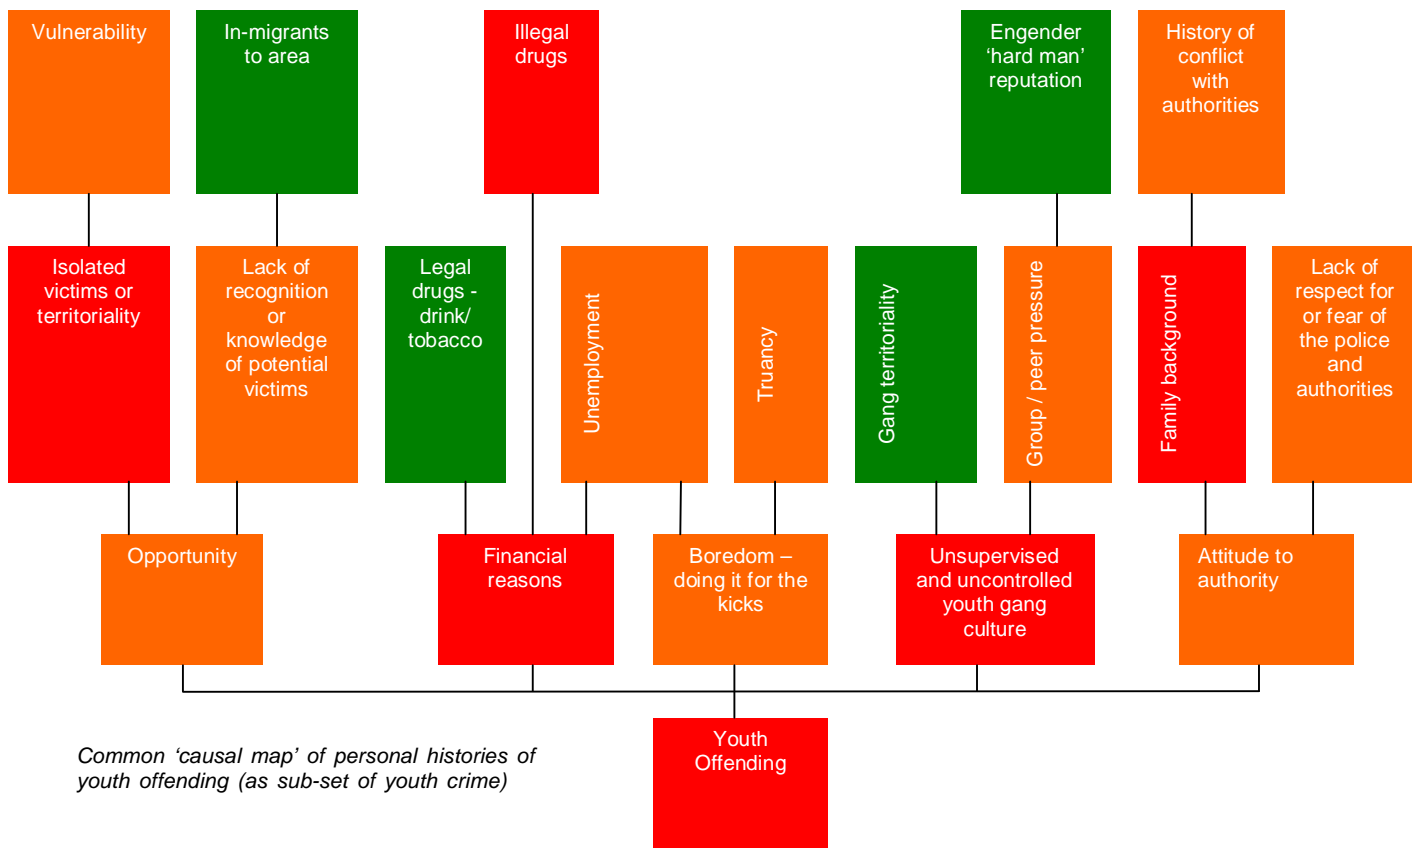 Vulnerability
In-migrants
to area
Illegal
drugs
Engender
‘hard man’
reputation
History of
conflict
with
authorities
Isolated
victims or
territoriality
Lack of
recognition
or
knowledge
of potential
victims
Legal
drugs -
drink/
tobacco
Unemployment
Truancy
Gang territoriality
Group / peer pressure
Family background
Lack of
respect for
or fear of
the police
and
authorities
Opportunity
Financial
reasons
Boredom –
doing it for the
kicks
Unsupervised
and uncontrolled
youth gang
culture
Attitude to
authority
Youth
Offending
Common ‘causal map’ of personal histories of
youth offending (as sub-set of youth crime)